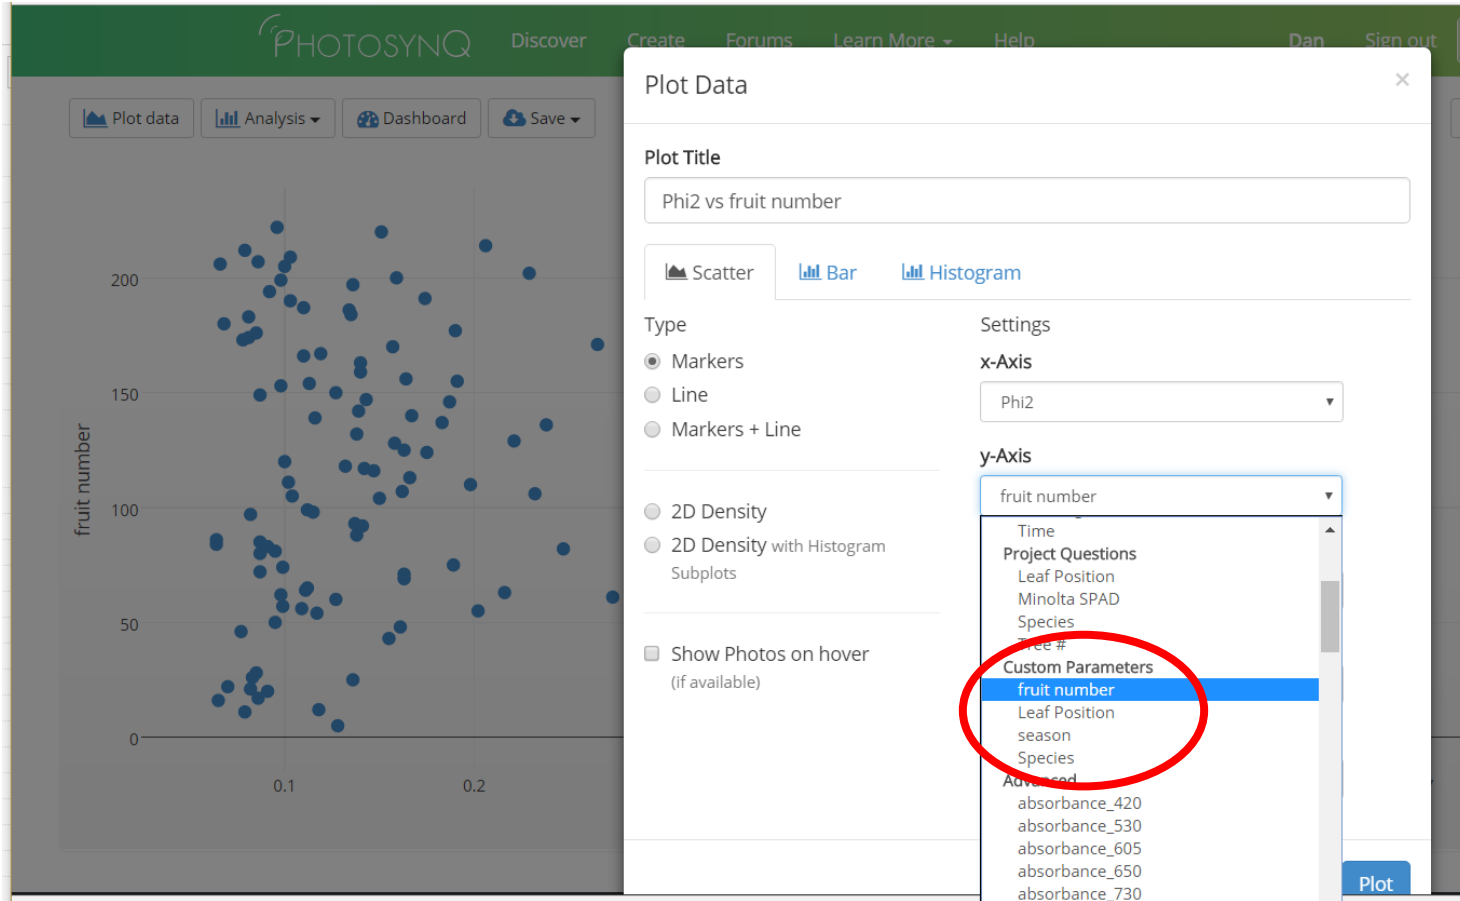 PHOTOSYNQ Discover Create Forums Learn More Help Dan Sign out
Plot data Analysis Dashboard Save
fruit number
200
150
100
50
0
0.1 0.2
Plot Data ×
Plot Title
Phi2 vs fruit number
Scatter Bar Histogram
Type
Markers
Line
Markers + Line
2D Density
2D Density with Histogram
Subplots
Show Photos on hover
(if available)
Settings
x-Axis
Phi2
y-Axis
fruit number
Time
Project Questions
Leaf Position
Minolta SPAD
Species
Tree #
Custom Parameters
fruit number
Leaf Position
season
Species
Advanced
absorbance_420
absorbance_530
absorbance_605
absorbance_650
absorbance_730
Plot